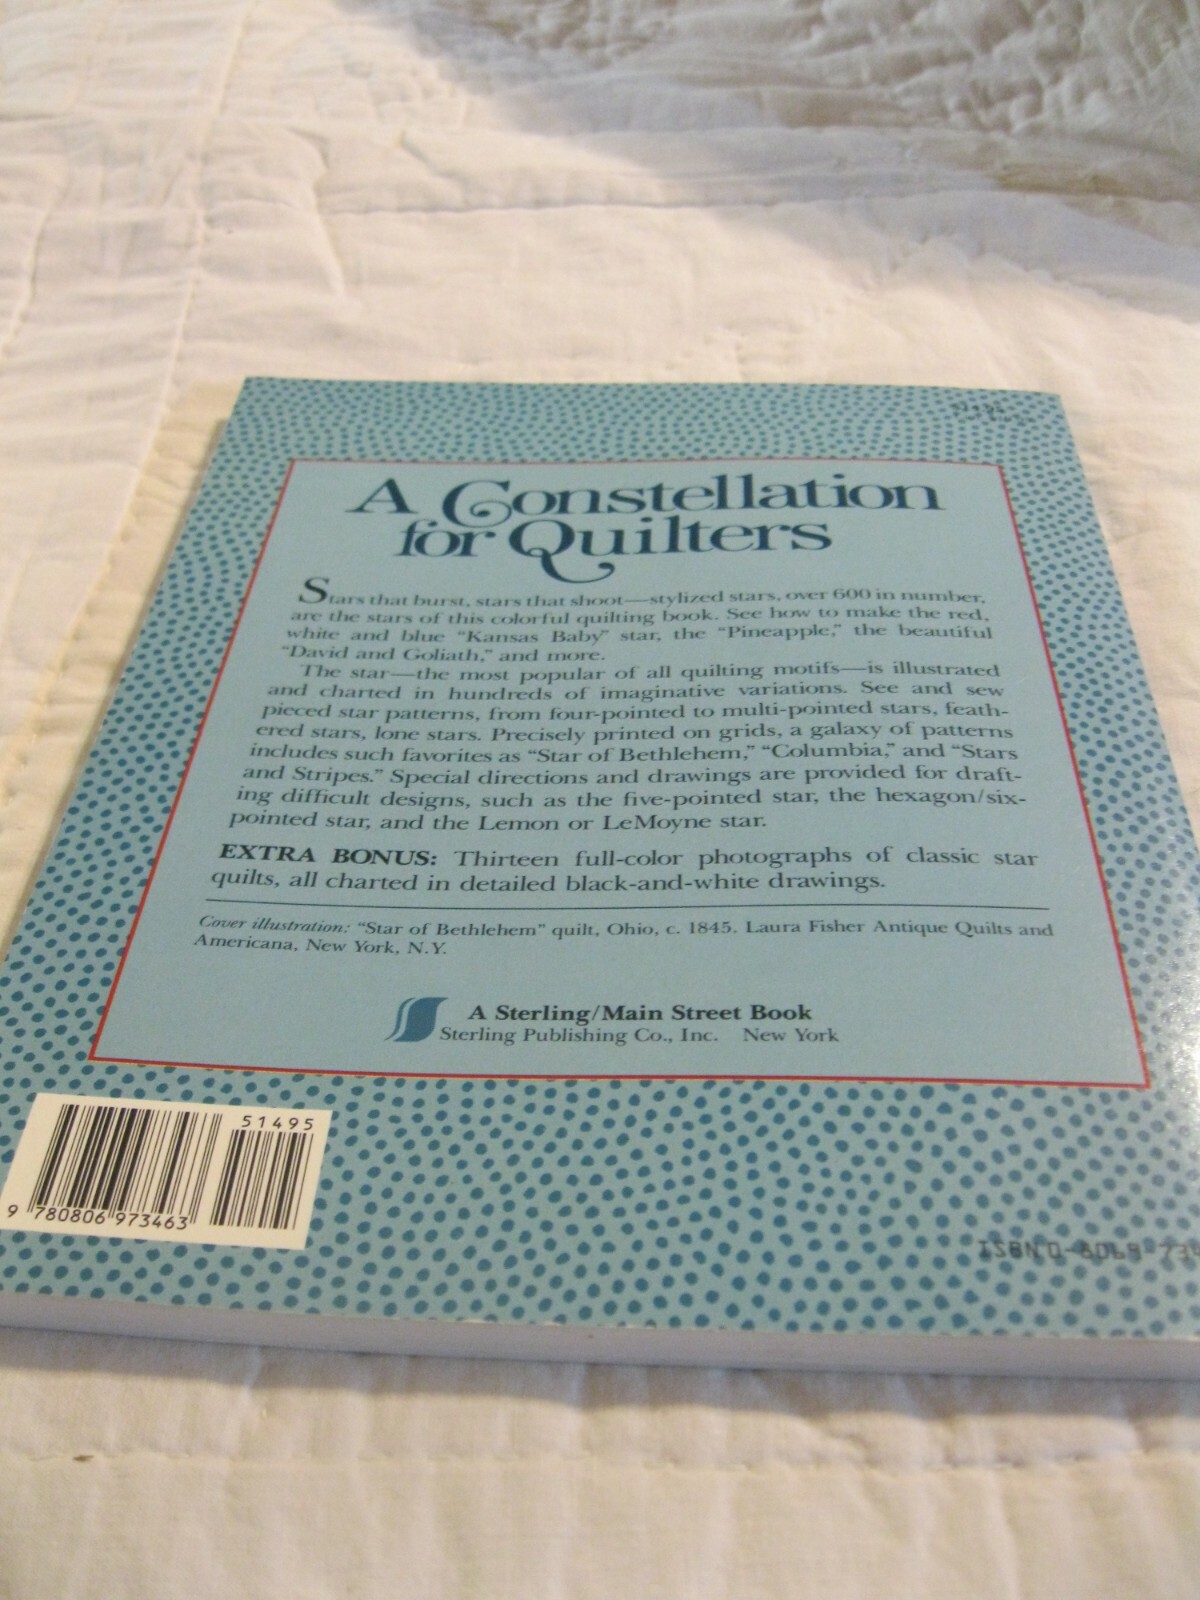 A Constellation
for Quilters
Stars that burst, stars that shoot—stylized stars, over 600 in number,
are the stars of this colorful quilting book. See how to make the red,
white and blue “Kansas Baby” star, the “Pineapple,” the beautiful
“David and Goliath,” and more.
The star—the most popular of all quilting motifs—is illustrated
and charted in hundreds of imaginative variations. See and sew
pieced star patterns, from four-pointed to multi-pointed stars, feath-
ered stars, lone stars. Precisely printed on grids, a galaxy of patterns
includes such favorites as “Star of Bethlehem,” “Columbia,” and “Stars
and Stripes.” Special directions and drawings are provided for draft-
ing difficult designs, such as the five-pointed star, the hexagon/six-
pointed star, and the Lemon or LeMoyne star.
EXTRA BONUS: Thirteen full-color photographs of classic star
quilts, all charted in detailed black-and-white drawings.
Cover illustration: “Star of Bethlehem” quilt, Ohio, c. 1845. Laura Fisher Antique Quilts and
Americana, New York, N.Y.
A Sterling/Main Street Book
Sterling Publishing Co., Inc. New York
51495
9 780806 973463
ISBN 0-8069-73